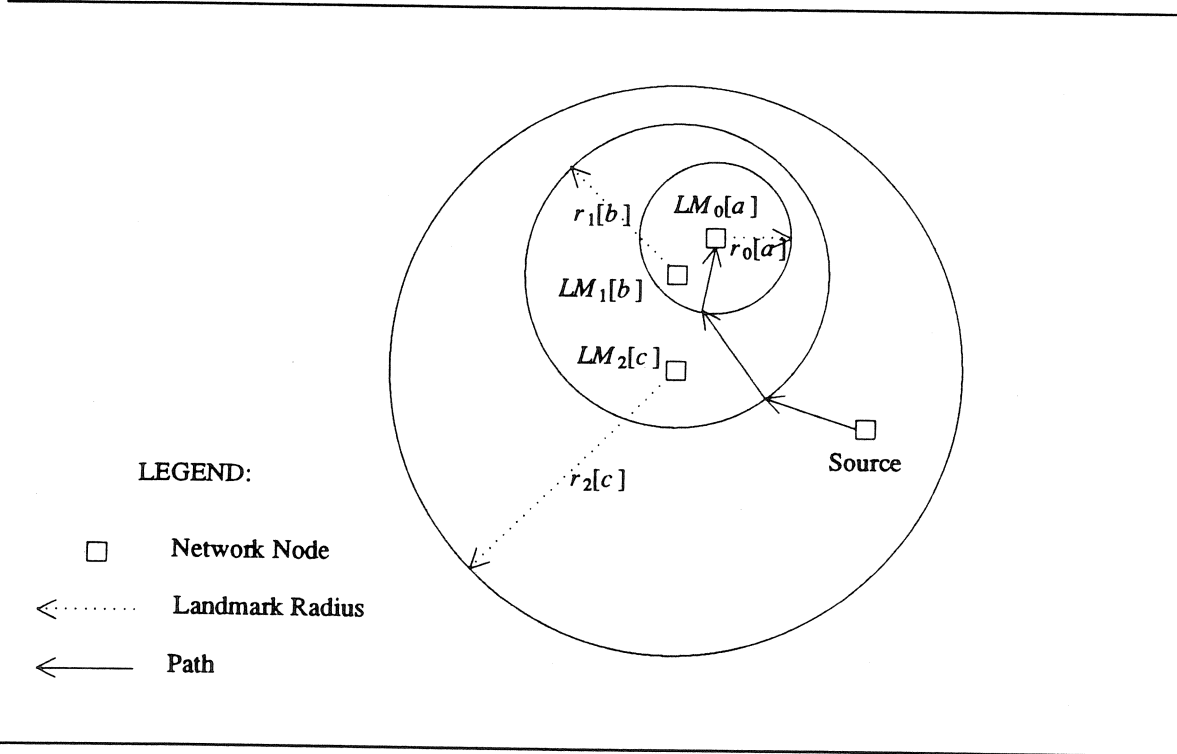 LM₀[a]
r₁[b]
r₀[a]
LM₁[b]
LM₂[c]
Source
r₂[c]
LEGEND:
Network Node
Landmark Radius
Path